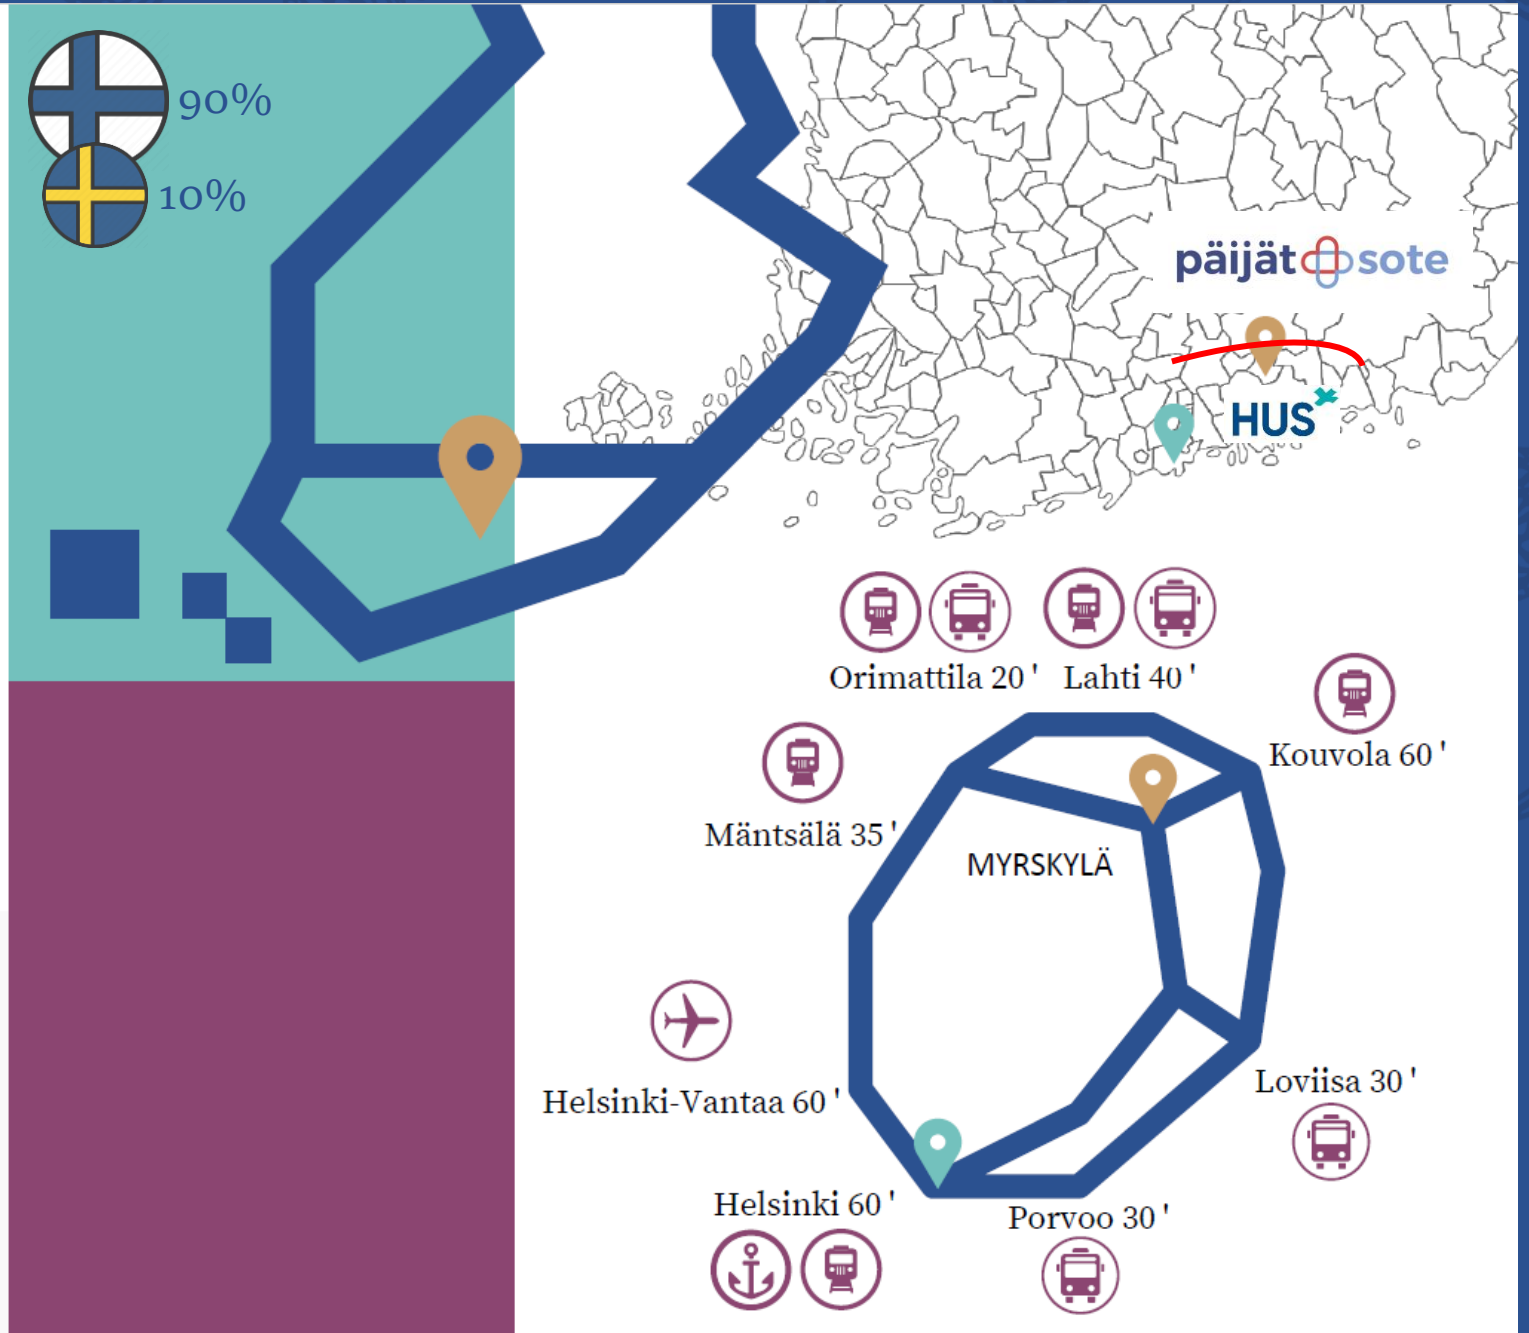 90%
10%
päijät sote
HUS
Orimattila 20 '
Lahti 40 '
Kouvola 60 '
Mäntsälä 35 '
MYRSKYLÄ
Helsinki-Vantaa 60 '
Loviisa 30 '
Helsinki 60 '
Porvoo 30 '